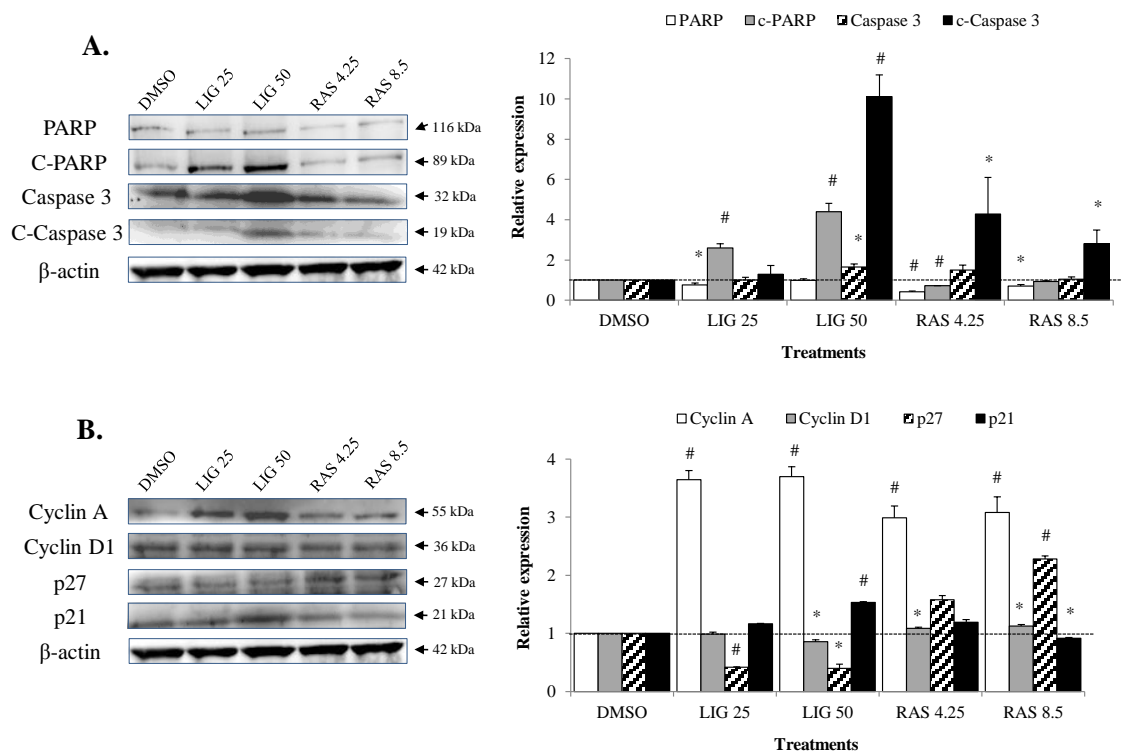 A.
DMSO LIG 25 LIG 50 RAS 4.25 RAS 8.5
PARP 116 kDa
C-PARP 89 kDa
Caspase 3 32 kDa
C-Caspase 3 19 kDa
β-actin 42 kDa
PARP c-PARP Caspase 3 c-Caspase 3
Relative expression
12
10
8
6
4
2
0
* #
# * #
# # *
* *
DMSO LIG 25 LIG 50 RAS 4.25 RAS 8.5
Treatments
B.
DMSO LIG 25 LIG 50 RAS 4.25 RAS 8.5
Cyclin A 55 kDa
Cyclin D1 36 kDa
p27 27 kDa
p21 21 kDa
β-actin 42 kDa
Cyclin A Cyclin D1 p27 p21
Relative expression
4
3
2
1
0
# #
# * * #
# *
# * # *
DMSO LIG 25 LIG 50 RAS 4.25 RAS 8.5
Treatments